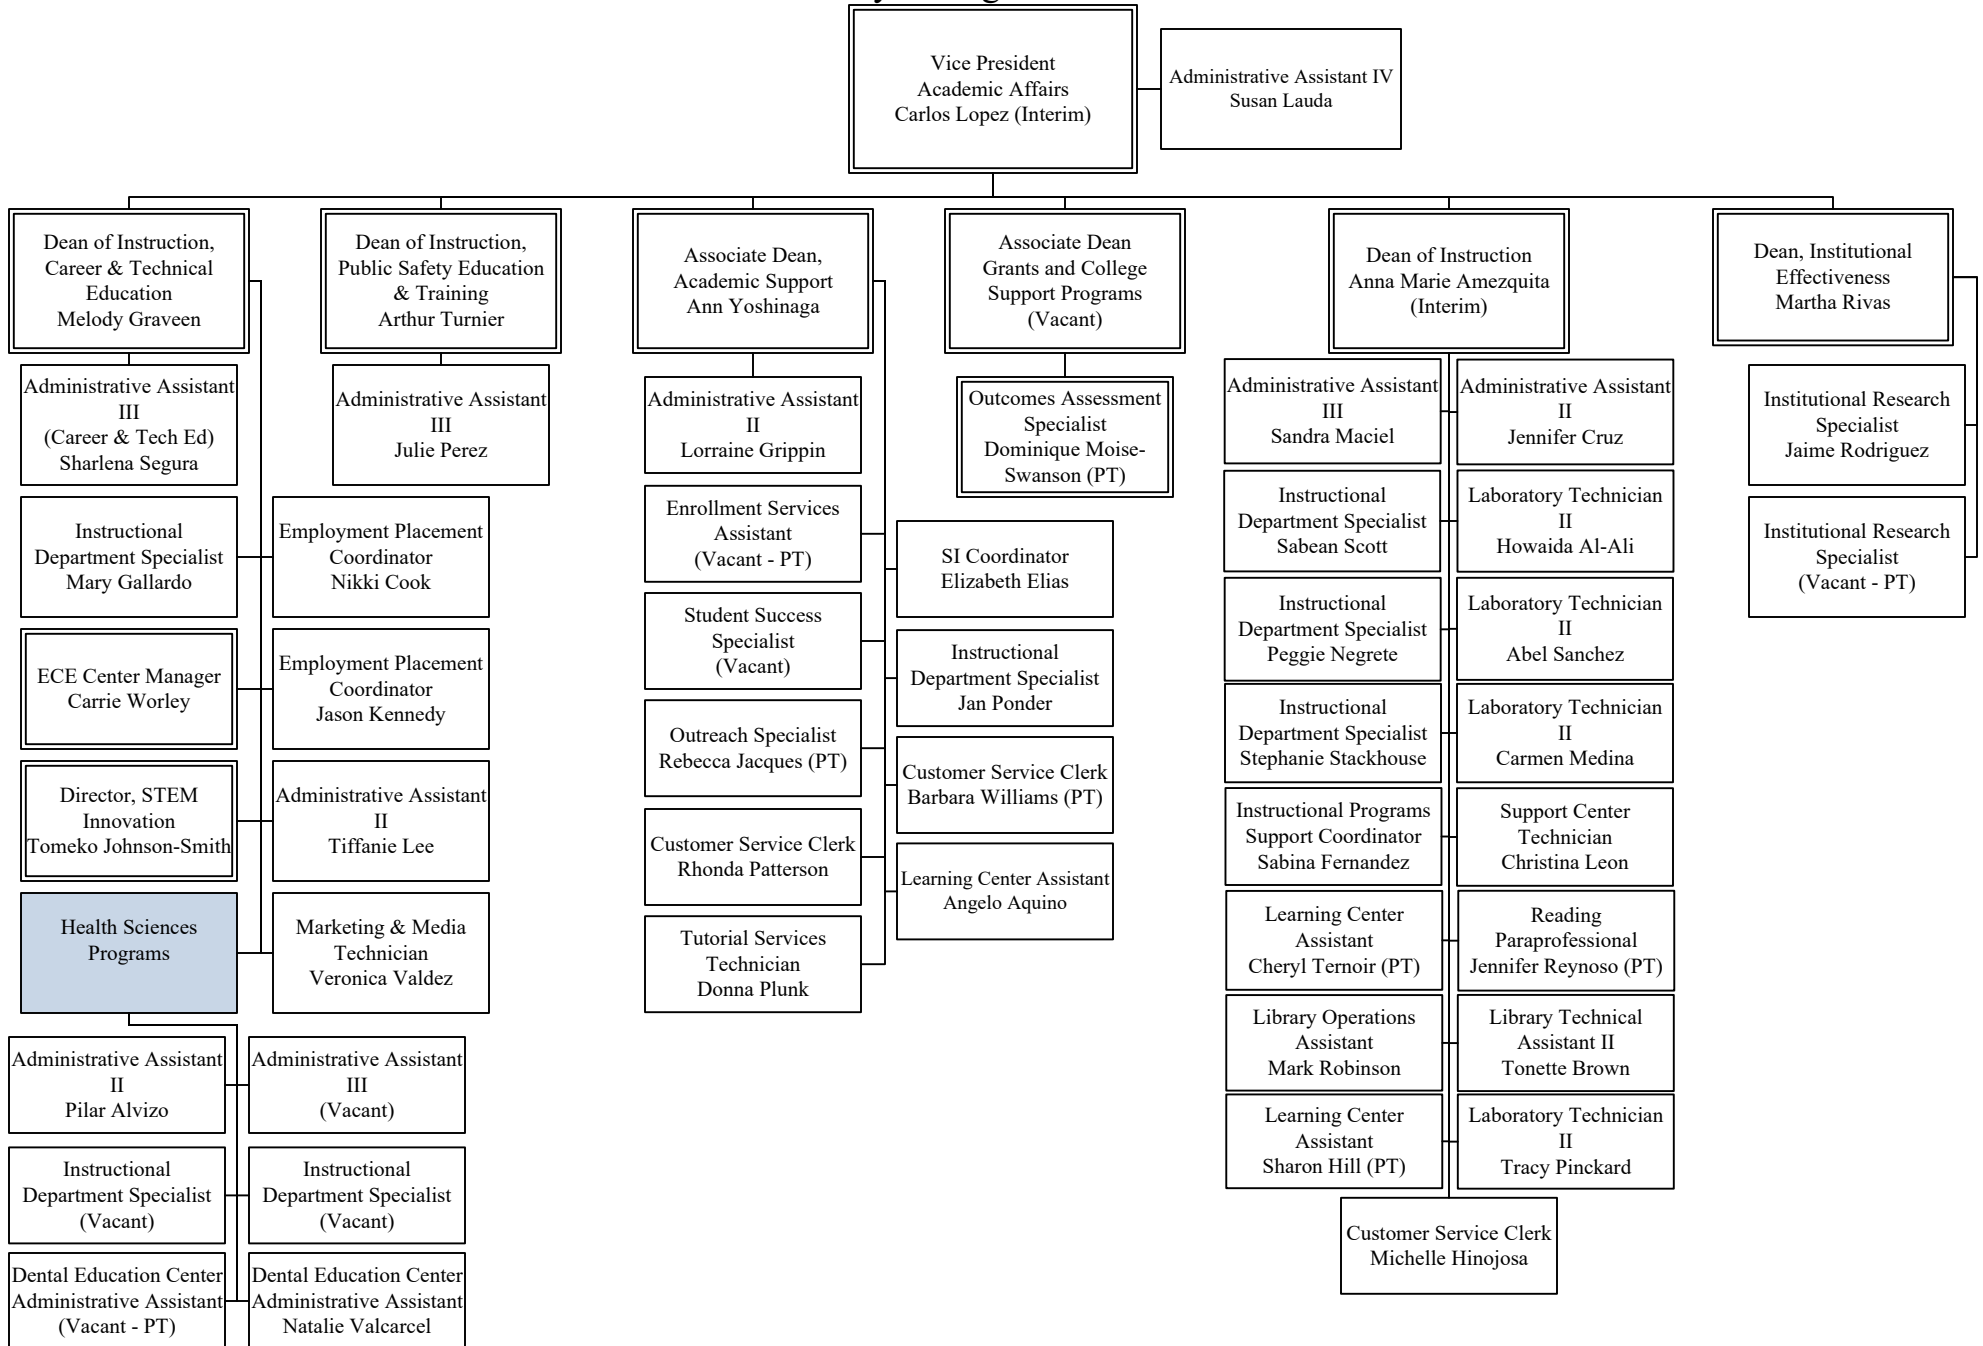 Vice President
Academic Affairs
Carlos Lopez (Interim)
Administrative Assistant IV
Susan Lauda
Dean of Instruction,
Career & Technical
Education
Melody Graveen
Dean of Instruction,
Public Safety Education
& Training
Arthur Turnier
Associate Dean,
Academic Support
Ann Yoshinaga
Associate Dean
Grants and College
Support Programs
(Vacant)
Dean of Instruction
Anna Marie Amezquita
(Interim)
Dean, Institutional
Effectiveness
Martha Rivas
Administrative Assistant
III
(Career & Tech Ed)
Sharlena Segura
Instructional
Department Specialist
Mary Gallardo
Employment Placement
Coordinator
Nikki Cook
ECE Center Manager
Carrie Worley
Employment Placement
Coordinator
Jason Kennedy
Director, STEM
Innovation
Tomeko Johnson-Smith
Administrative Assistant
II
Tiffanie Lee
Health Sciences
Programs
Marketing & Media
Technician
Veronica Valdez
Administrative Assistant
II
Pilar Alvizo
Administrative Assistant
III
(Vacant)
Instructional
Department Specialist
(Vacant)
Instructional
Department Specialist
(Vacant)
Dental Education Center
Administrative Assistant
(Vacant - PT)
Dental Education Center
Administrative Assistant
Natalie Valcarcel
Administrative Assistant
III
Julie Perez
Administrative Assistant
II
Lorraine Grippin
Enrollment Services
Assistant
(Vacant - PT)
SI Coordinator
Elizabeth Elias
Student Success
Specialist
(Vacant)
Instructional
Department Specialist
Jan Ponder
Outreach Specialist
Rebecca Jacques (PT)
Customer Service Clerk
Barbara Williams (PT)
Customer Service Clerk
Rhonda Patterson
Learning Center Assistant
Angelo Aquino
Tutorial Services
Technician
Donna Plunk
Outcomes Assessment
Specialist
Dominique Moise-
Swanson (PT)
Administrative Assistant
III
Sandra Maciel
Administrative Assistant
II
Jennifer Cruz
Instructional
Department Specialist
Sabean Scott
Laboratory Technician
II
Howaida Al-Ali
Instructional
Department Specialist
Peggie Negrete
Laboratory Technician
II
Abel Sanchez
Instructional
Department Specialist
Stephanie Stackhouse
Laboratory Technician
II
Carmen Medina
Instructional Programs
Support Coordinator
Sabina Fernandez
Support Center
Technician
Christina Leon
Learning Center
Assistant
Cheryl Ternoir (PT)
Reading
Paraprofessional
Jennifer Reynoso (PT)
Library Operations
Assistant
Mark Robinson
Library Technical
Assistant II
Tonette Brown
Learning Center
Assistant
Sharon Hill (PT)
Laboratory Technician
II
Tracy Pinckard
Customer Service Clerk
Michelle Hinojosa
Institutional Research
Specialist
Jaime Rodriguez
Institutional Research
Specialist
(Vacant - PT)